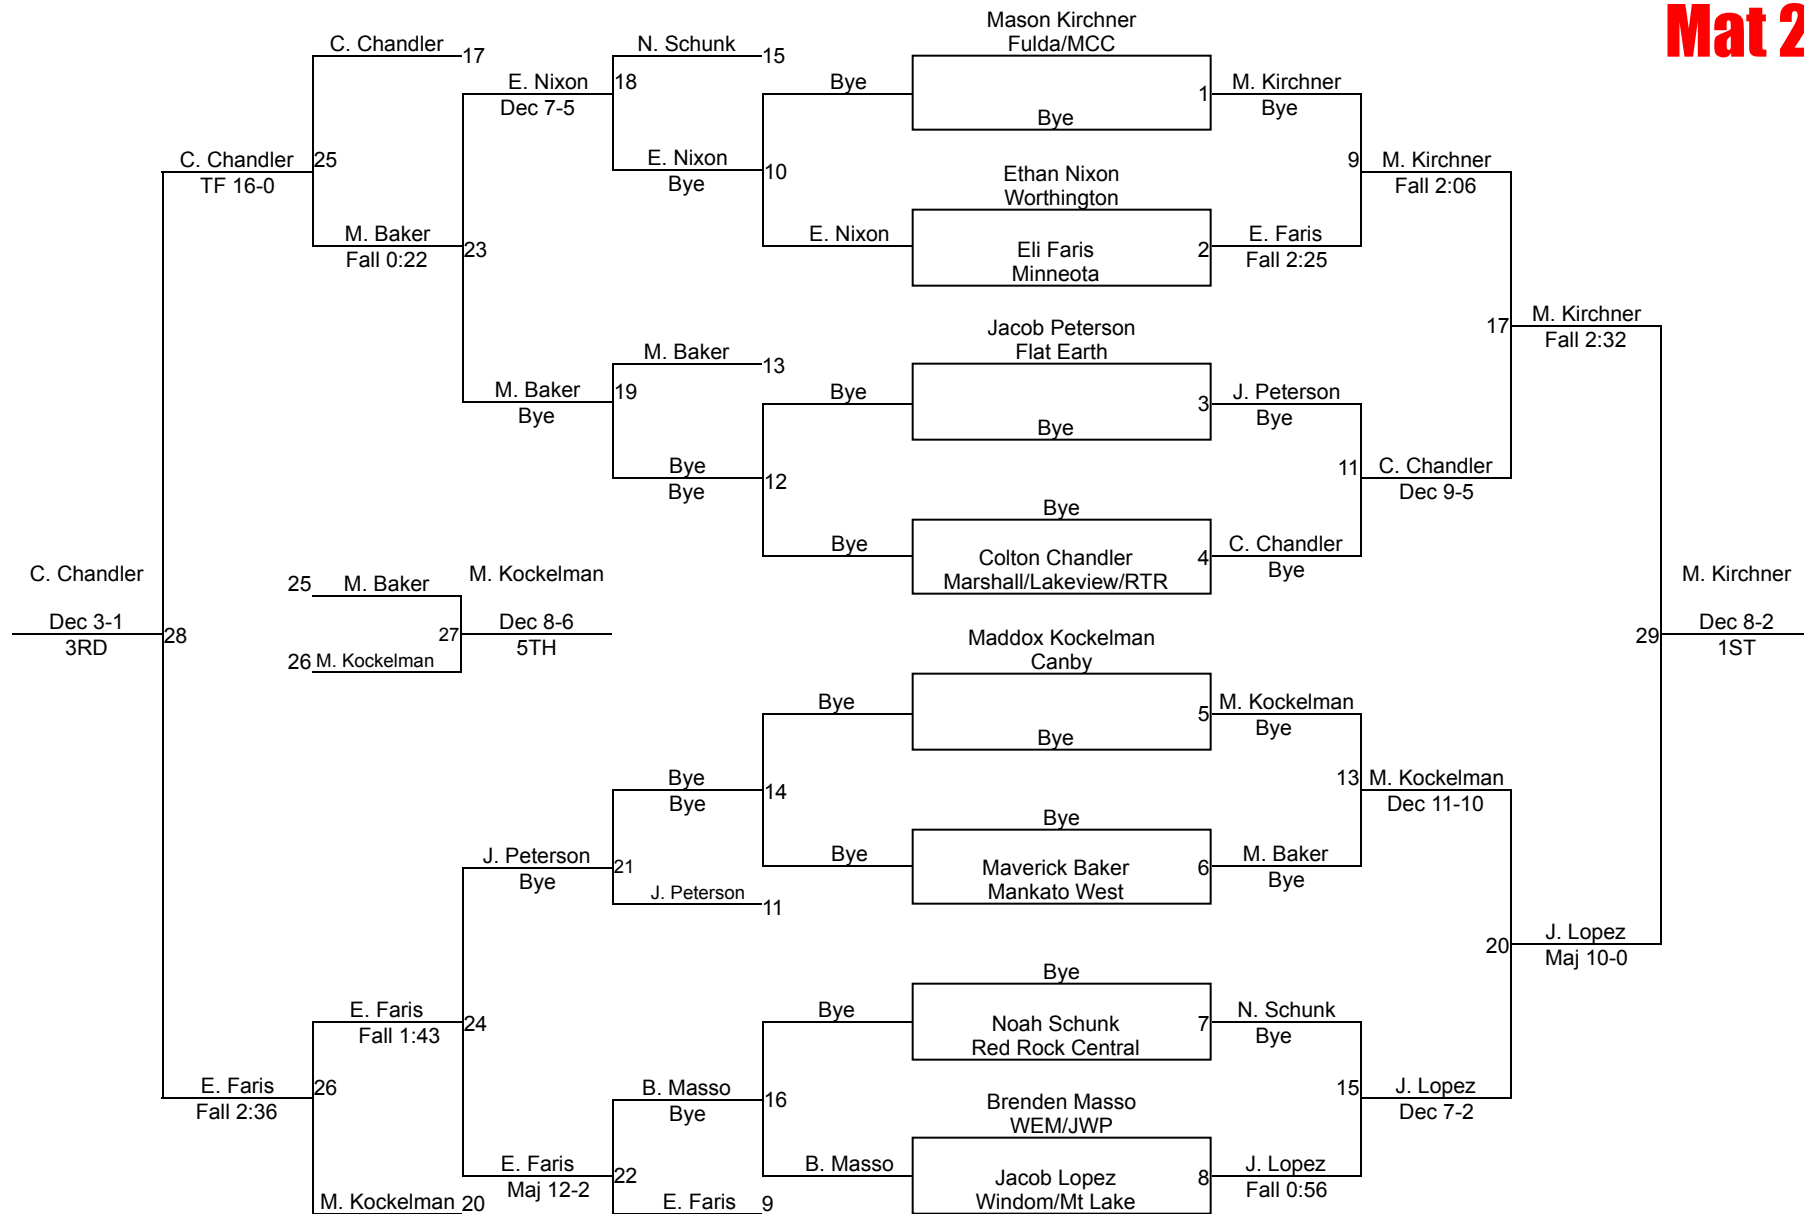 Mat 2
Mason Kirchner
Fulda/MCC
C. Chandler
17
N. Schunk
15
E. Nixon
18
Dec 7-5
Bye
1
M. Kirchner
Bye
Bye
C. Chandler
25
TF 16-0
E. Nixon
10
Bye
Ethan Nixon
Worthington
9
M. Kirchner
Fall 2:06
M. Baker
23
Fall 0:22
E. Nixon
Eli Faris
Minneota
2
E. Faris
Fall 2:25
Jacob Peterson
Flat Earth
17
M. Kirchner
Fall 2:32
M. Baker
13
M. Baker
19
Bye
Bye
3
J. Peterson
Bye
Bye
Bye
12
Bye
11
C. Chandler
Dec 9-5
Bye
Bye
Colton Chandler
Marshall/Lakeview/RTR
4
C. Chandler
Bye
C. Chandler
Dec 3-1
28
3RD
25
M. Baker
M. Kockelman
27
Dec 8-6
5TH
26
M. Kockelman
M. Kirchner
29
Dec 8-2
1ST
Maddox Kockelman
Canby
Bye
5
M. Kockelman
Bye
Bye
Bye
14
Bye
13
M. Kockelman
Dec 11-10
Bye
J. Peterson
21
Bye
Bye
Maverick Baker
Mankato West
6
M. Baker
Bye
J. Peterson
11
20
J. Lopez
Maj 10-0
Bye
E. Faris
24
Fall 1:43
Bye
Noah Schunk
Red Rock Central
7
N. Schunk
Bye
E. Faris
26
Fall 2:36
B. Masso
16
Bye
Brenden Masso
WEM/JWP
15
J. Lopez
Dec 7-2
E. Faris
22
Maj 12-2
B. Masso
Jacob Lopez
Windom/Mt Lake
8
J. Lopez
Fall 0:56
M. Kockelman
20
E. Faris
9